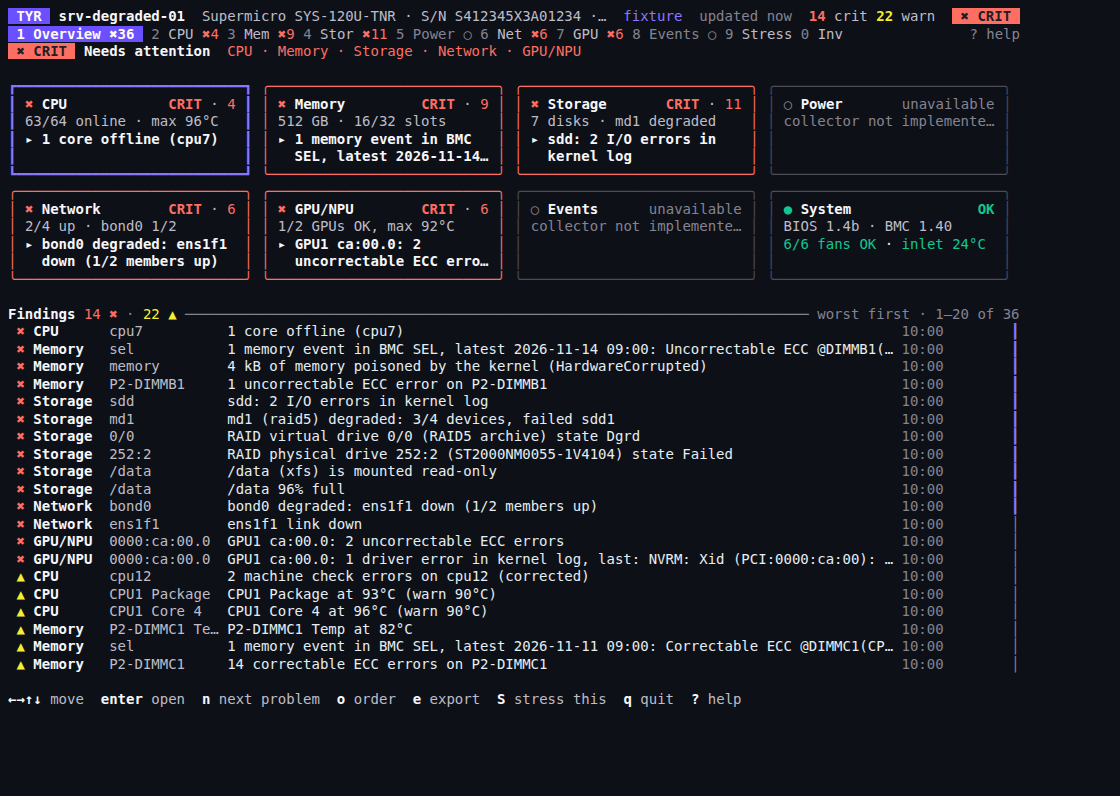 TYR srv-degraded-01 Supermicro SYS-120U-TNR · S/N S412345X3A01234 ·… fixture updated now 14 crit 22 warn ✖ CRIT
1 Overview ✖36 2 CPU ✖4 3 Mem ✖9 4 Stor ✖11 5 Power ○ 6 Net ✖6 7 GPU ✖6 8 Events ○ 9 Stress 0 Inv ? help
✖ CRIT Needs attention CPU · Memory · Storage · Network · GPU/NPU
✖ CPU CRIT · 4
63/64 online · max 96°C
▸ 1 core offline (cpu7)
✖ Memory CRIT · 9
512 GB · 16/32 slots
▸ 1 memory event in BMC
SEL, latest 2026-11-14…
✖ Storage CRIT · 11
7 disks · md1 degraded
▸ sdd: 2 I/O errors in
kernel log
○ Power unavailable
collector not implemente…
✖ Network CRIT · 6
2/4 up · bond0 1/2
▸ bond0 degraded: ens1f1
down (1/2 members up)
✖ GPU/NPU CRIT · 6
1/2 GPUs OK, max 92°C
▸ GPU1 ca:00.0: 2
uncorrectable ECC erro…
○ Events unavailable
collector not implemente…
● System OK
BIOS 1.4b · BMC 1.40
6/6 fans OK · inlet 24°C
Findings 14 ✖ · 22 ▲ worst first · 1–20 of 36
✖ CPU cpu7 1 core offline (cpu7) 10:00
✖ Memory sel 1 memory event in BMC SEL, latest 2026-11-14 09:00: Uncorrectable ECC @DIMMB1(… 10:00
✖ Memory memory 4 kB of memory poisoned by the kernel (HardwareCorrupted) 10:00
✖ Memory P2-DIMMB1 1 uncorrectable ECC error on P2-DIMMB1 10:00
✖ Storage sdd sdd: 2 I/O errors in kernel log 10:00
✖ Storage md1 md1 (raid5) degraded: 3/4 devices, failed sdd1 10:00
✖ Storage 0/0 RAID virtual drive 0/0 (RAID5 archive) state Dgrd 10:00
✖ Storage 252:2 RAID physical drive 252:2 (ST2000NM0055-1V4104) state Failed 10:00
✖ Storage /data /data (xfs) is mounted read-only 10:00
✖ Storage /data /data 96% full 10:00
✖ Network bond0 bond0 degraded: ens1f1 down (1/2 members up) 10:00
✖ Network ens1f1 ens1f1 link down 10:00
✖ GPU/NPU 0000:ca:00.0 GPU1 ca:00.0: 2 uncorrectable ECC errors 10:00
✖ GPU/NPU 0000:ca:00.0 GPU1 ca:00.0: 1 driver error in kernel log, last: NVRM: Xid (PCI:0000:ca:00): … 10:00
▲ CPU cpu12 2 machine check errors on cpu12 (corrected) 10:00
▲ CPU CPU1 Package CPU1 Package at 93°C (warn 90°C) 10:00
▲ CPU CPU1 Core 4 CPU1 Core 4 at 96°C (warn 90°C) 10:00
▲ Memory P2-DIMMC1 Te… P2-DIMMC1 Temp at 82°C 10:00
▲ Memory sel 1 memory event in BMC SEL, latest 2026-11-11 09:00: Correctable ECC @DIMMC1(CP… 10:00
▲ Memory P2-DIMMC1 14 correctable ECC errors on P2-DIMMC1 10:00
←→↑↓ move enter open n next problem o order e export S stress this q quit ? help